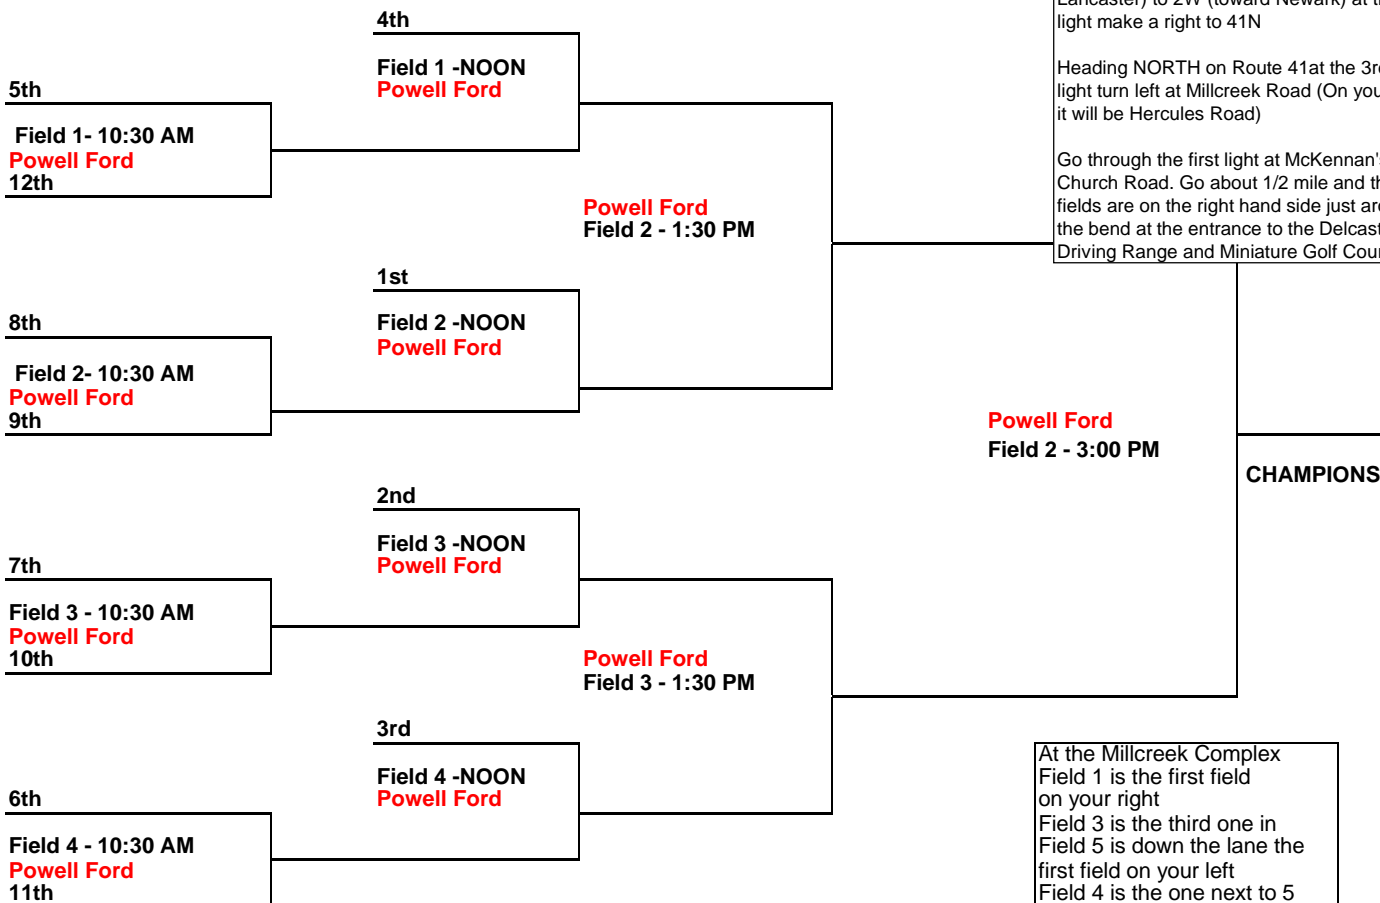 4th
Field 1 -NOON
Powell Ford
5th
Field 1- 10:30 AM
Powell Ford
12th
Powell Ford
Field 2 - 1:30 PM
1st
Field 2 -NOON
Powell Ford
8th
Field 2- 10:30 AM
Powell Ford
9th
Powell Ford
Field 2 - 3:00 PM
CHAMPIONS
2nd
Field 3 -NOON
Powell Ford
7th
Field 3 - 10:30 AM
Powell Ford
10th
Powell Ford
Field 3 - 1:30 PM
3rd
Field 4 -NOON
Powell Ford
6th
Field 4 - 10:30 AM
Powell Ford
11th
Lancaster) to 2W (toward Newark) at
light make a right to 41N
Heading NORTH on Route 41at the
light turn left at Millcreek Road (On
it will be Hercules Road)
Go through the first light at
Church Road. Go about 1/2 mile and
fields are on the right hand side just
the bend at the entrance to the
Driving Range and Miniature Golf
At the Millcreek Complex
Field 1 is the first field
on your right
Field 3 is the third one in
Field 5 is down the lane the
first field on your left
Field 4 is the one next to 5